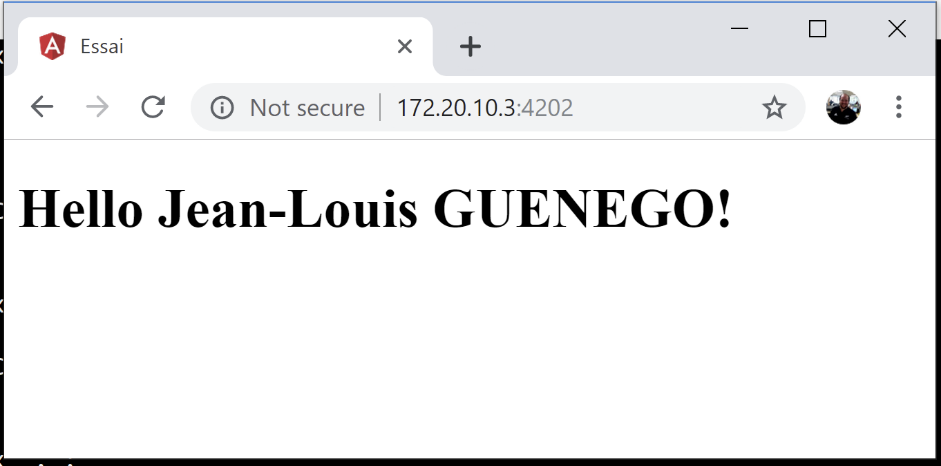 Essai
Not secure | 172.20.10.3:4202
Hello Jean-Louis GUENEGO!